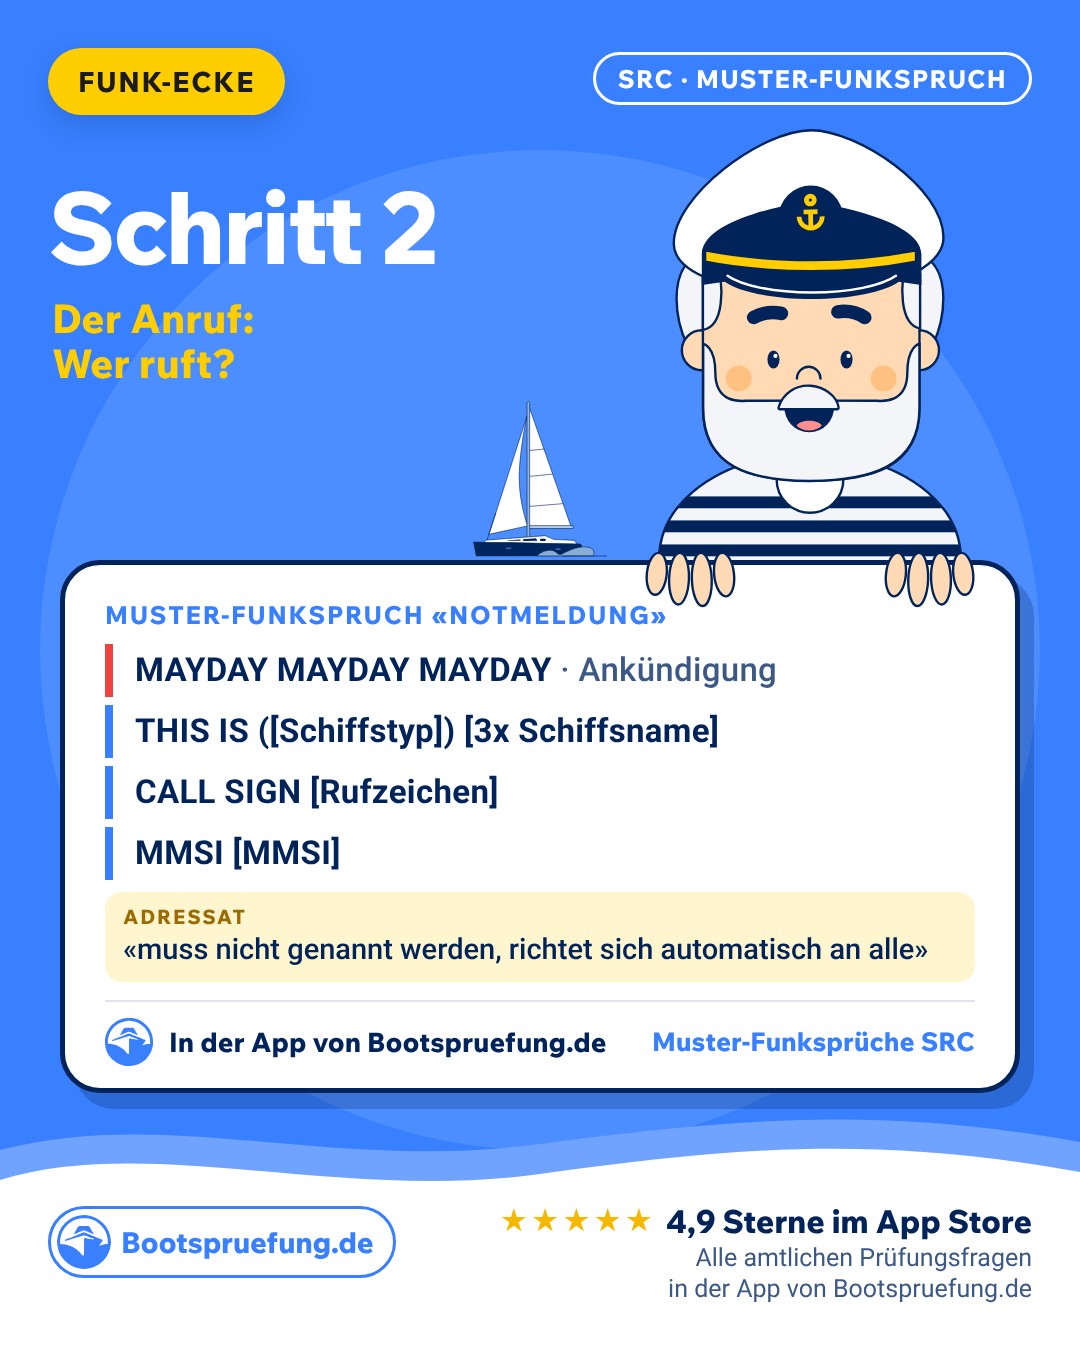 FUNK-ECKE
SRC · MUSTER-FUNKSPRUCH
Schritt 2
Der Anruf:
Wer ruft?
MUSTER-FUNKSPRUCH «NOTMELDUNG»
MAYDAY MAYDAY MAYDAY · Ankündigung
THIS IS ([Schiffstyp]) [3x Schiffsname]
CALL SIGN [Rufzeichen]
MMSI [MMSI]
ADRESSAT
«muss nicht genannt werden, richtet sich automatisch an alle»
In der App von Bootspruefung.de
Muster-Funksprüche SRC
Bootspruefung.de
★★★★★ 4,9 Sterne im App Store
Alle amtlichen Prüfungsfragen
in der App von Bootspruefung.de